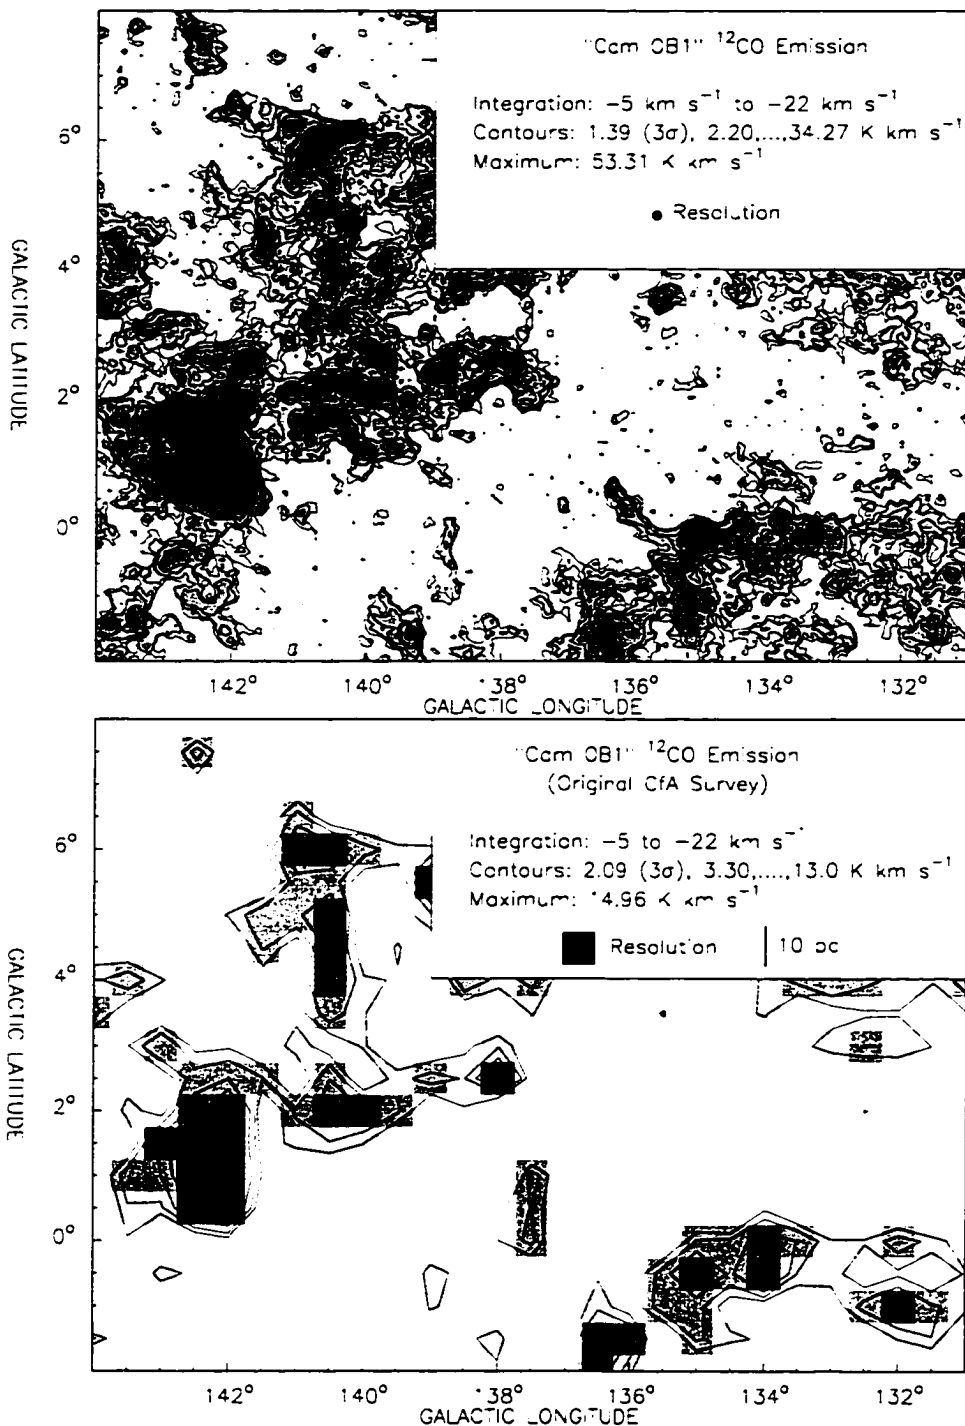 "Cam OB1" ¹²CO Emission
Integration: −5 km s⁻¹ to −22 km s⁻¹
Contours: 1.39 (3σ), 2.20,...,34.27 K km s⁻¹
Maximum: 53.31 K km s⁻¹
Resolution
GALACTIC LATITUDE
6°
4°
2°
0°
142° 140° 138° 136° 134° 132°
GALACTIC LONGITUDE
"Cam OB1" ¹²CO Emission
(Original CfA Survey)
Integration: −5 to −22 km s⁻¹
Contours: 2.09 (3σ), 3.30,....,13.0 K km s⁻¹
Maximum: 14.96 K km s⁻¹
Resolution 10 pc
GALACTIC LATITUDE
6°
4°
2°
0°
142° 140° 138° 136° 134° 132°
GALACTIC LONGITUDE